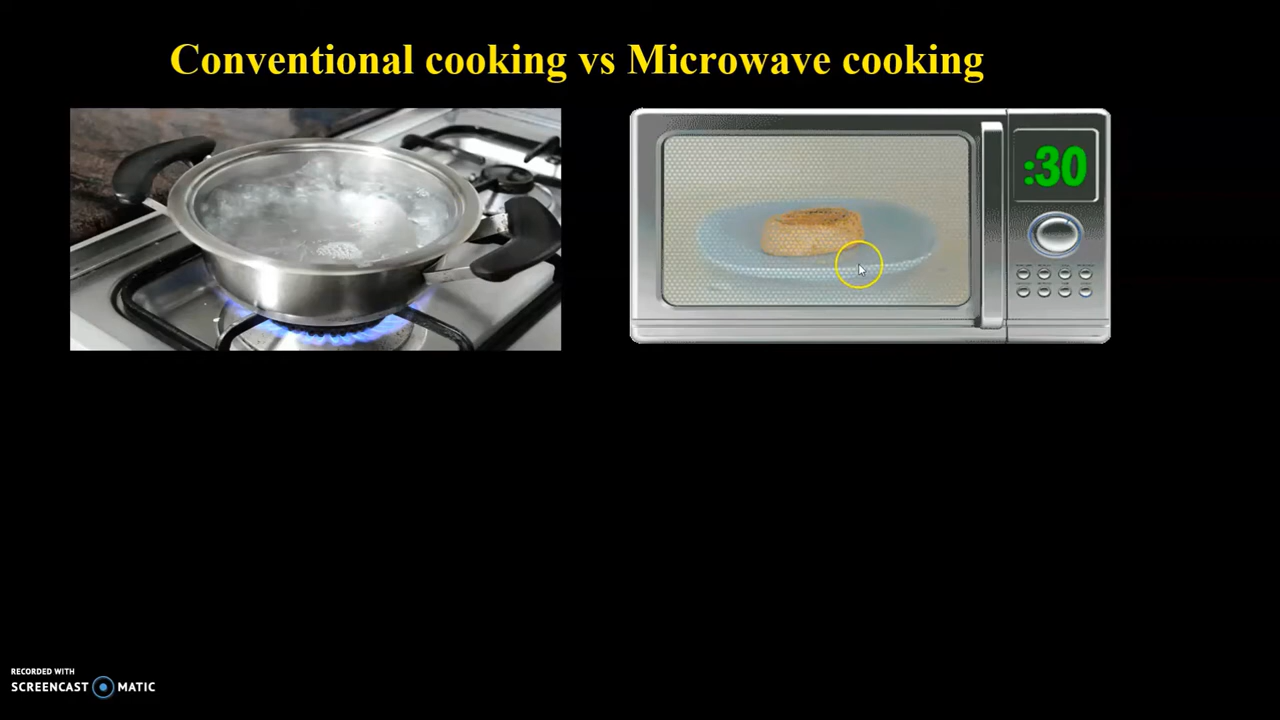 Conventional cooking vs Microwave cooking
:30
RECORDED WITH
SCREENCAST MATIC